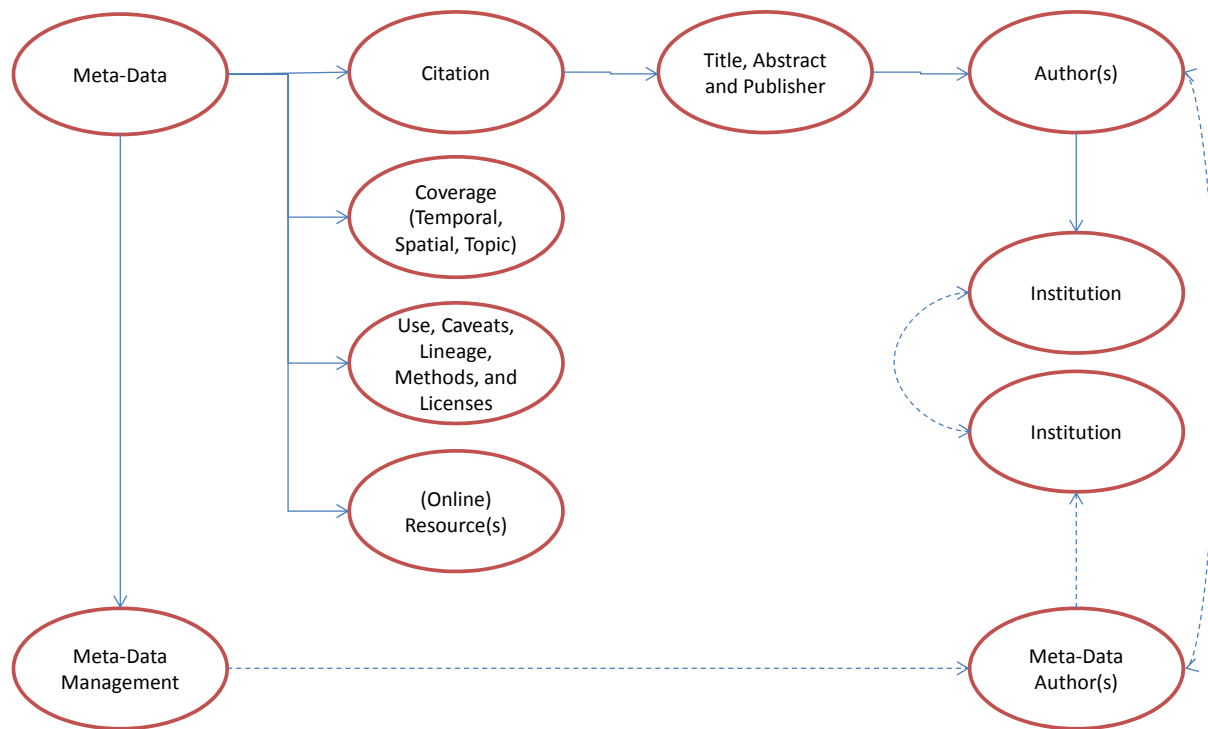 Meta-Data
Citation
Title, Abstract
and Publisher
Author(s)
Coverage
(Temporal,
Spatial, Topic)
Institution
Use, Caveats,
Lineage,
Methods, and
Licenses
Institution
(Online)
Resource(s)
Meta-Data
Management
Meta-Data
Author(s)